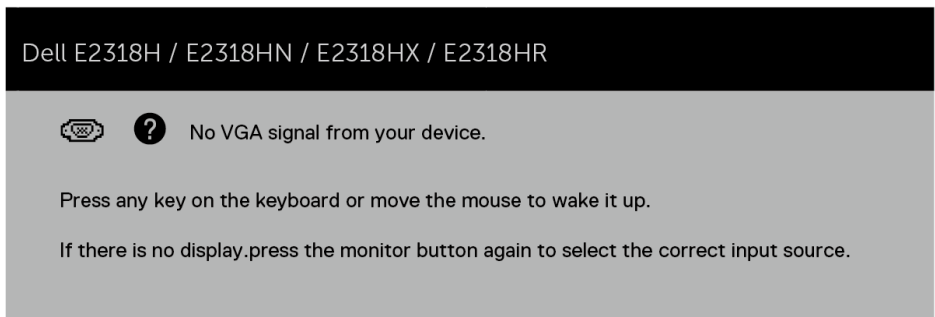 Dell E2318H / E2318HN / E2318HX / E2318HR
No VGA signal from your device.
Press any key on the keyboard or move the mouse to wake it up.
If there is no display.press the monitor button again to select the correct input source.